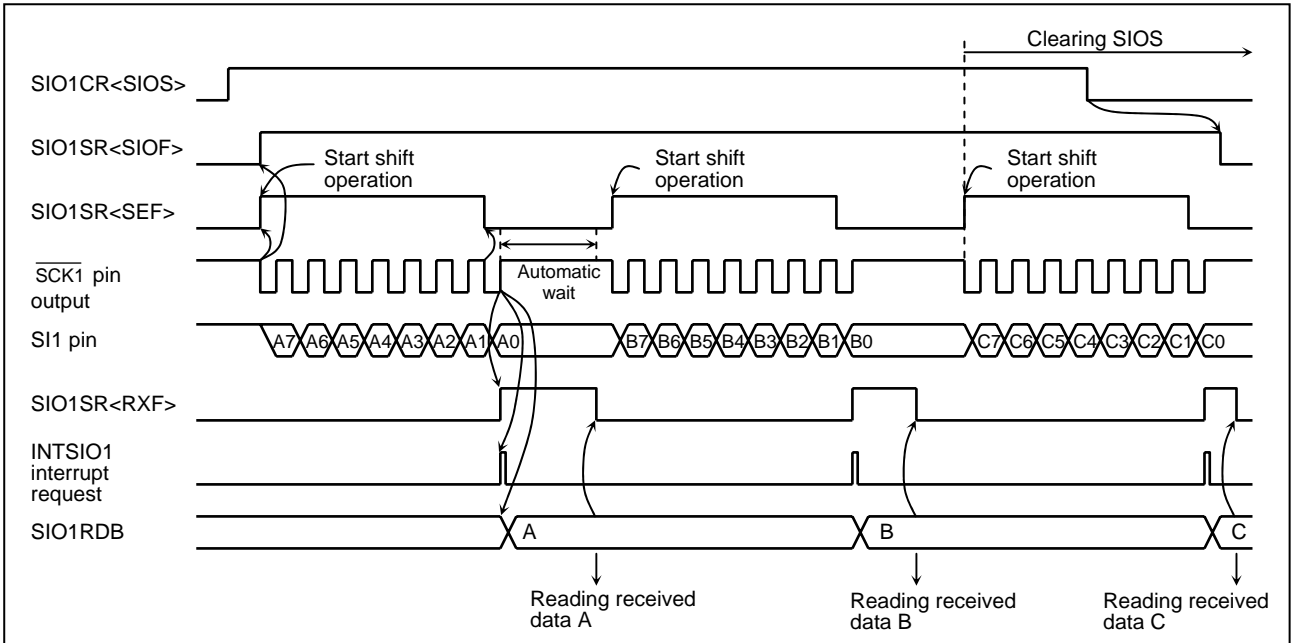 Clearing SIOS
SIO1CR<SIOS>
SIO1SR<SIOF>
Start shift
operation
Start shift
operation
Start shift
operation
SIO1SR<SEF>
SCK1 pin
output
Automatic
wait
SI1 pin
A7 A6 A5 A4 A3 A2 A1 A0 B7 B6 B5 B4 B3 B2 B1 B0 C7 C6 C5 C4 C3 C2 C1 C0
SIO1SR<RXF>
INTSIO1
interrupt
request
SIO1RDB
A B C
Reading received
data A
Reading received
data B
Reading received
data C